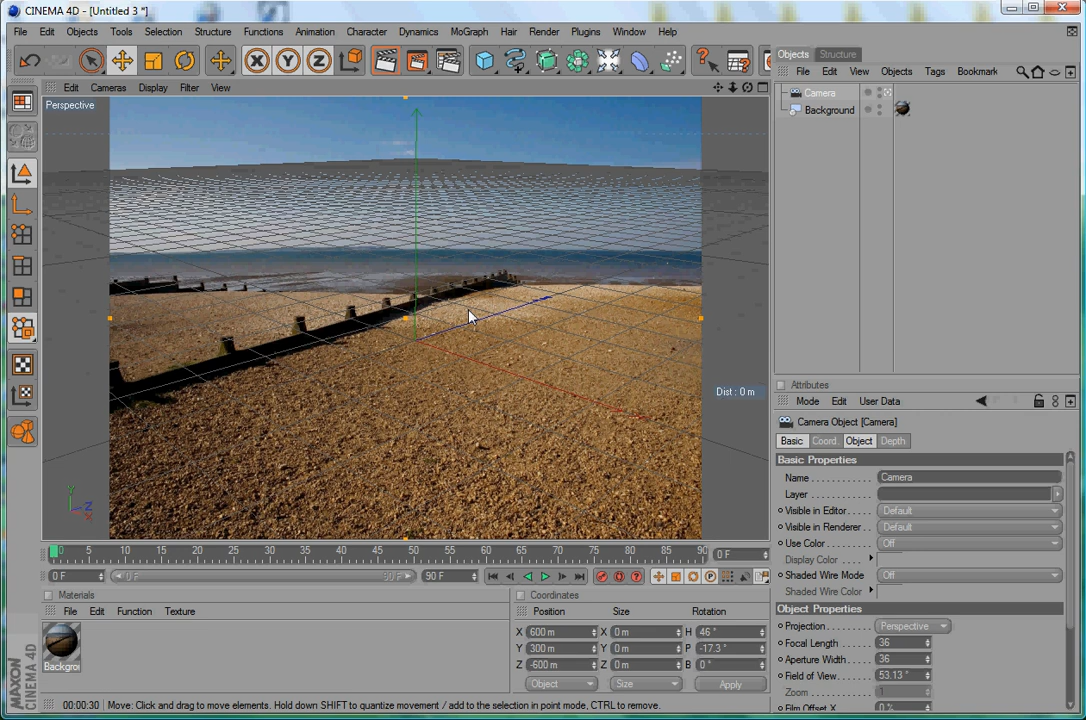 CINEMA 4D - [Untitled 3 *]
File Edit Objects Tools Selection Structure Functions Animation Character Dynamics MoGraph Hair Render Plugins Window Help
X Y Z
Edit Cameras Display Filter View
Perspective
Dist : 0 m
Y Z X
Objects Structure
File Edit View Objects Tags Bookmark
Camera
Background
Attributes
Mode Edit User Data
Camera Object [Camera]
Basic Coord. Object Depth
Basic Properties
Name Camera
Layer
Visible in Editor Default
Visible in Renderer Default
Use Color Off
Display Color
Shaded Wire Mode Off
Shaded Wire Color
Object Properties
Projection Perspective
Focal Length 36
Aperture Width 36
Field of View 53.13 °
Zoom 1
Film Offset X 0 %
0 5 10 15 20 25 30 35 40 45 50 55 60 65 70 75 80 85 90 0 F
0 F 0 F 90 F 90 F
Materials
File Edit Function Texture
Backgroi
Coordinates
Position Size Rotation
X 600 m X 0 m H 46 °
Y 300 m Y 0 m P -17.3 °
Z -600 m Z 0 m B 0 °
Object Size Apply
MAXON
CINEMA 4D
00:00:30 Move: Click and drag to move elements. Hold down SHIFT to quantize movement / add to the selection in point mode, CTRL to remove.